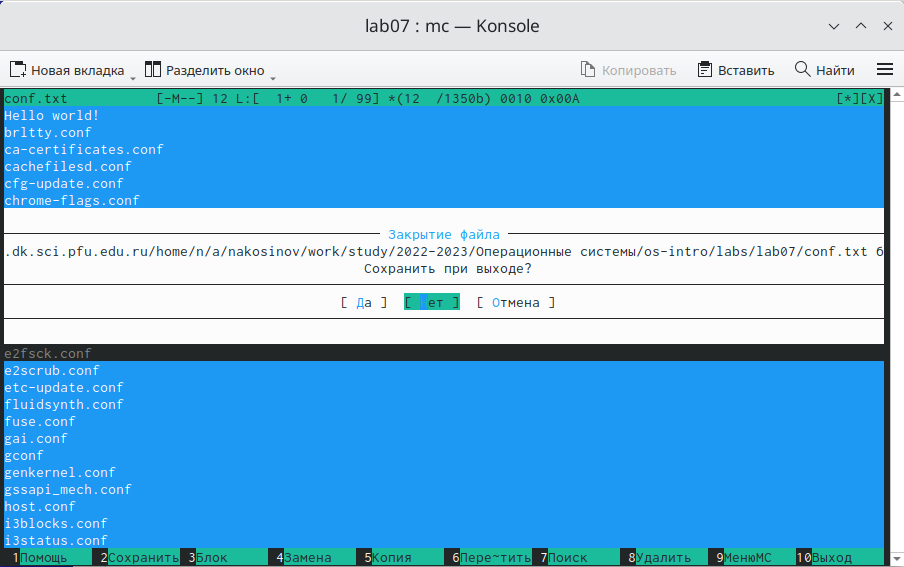 lab07 : mc — Konsole
Новая вкладка Разделить окно Копировать Вставить Найти
conf.txt [-M--] 12 L:[ 1+ 0 1/ 99] *(12 /1350b) 0010 0x00A [*][X]
Hello world!
brltty.conf
ca-certificates.conf
cachefilesd.conf
cfg-update.conf
chrome-flags.conf
Закрытие файла
.dk.sci.pfu.edu.ru/home/n/a/nakosinov/work/study/2022-2023/Операционные системы/os-intro/labs/lab07/conf.txt б
Сохранить при выходе?
[ Да ] [ Нет ] [ Отмена ]
e2fsck.conf
e2scrub.conf
etc-update.conf
fluidsynth.conf
fuse.conf
gai.conf
gconf
genkernel.conf
gssapi_mech.conf
host.conf
i3blocks.conf
i3status.conf
1Помощь 2Сохранить 3Блок 4Замена 5Копия 6Пере~тить 7Поиск 8Удалить 9МенюMC 10Выход